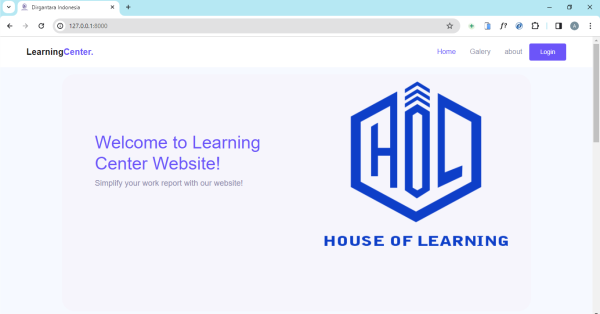 Dirgantara Indonesia
127.0.0.1:8000
f?
A
LearningCenter.
Home
Galery
about
Login
Welcome to Learning
Center Website!
Simplify your work report with our website!
HOL
HOUSE OF LEARNING